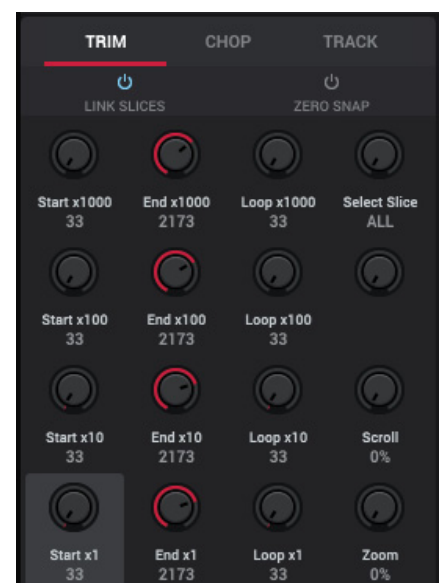 TRIM CHOP TRACK
LINK SLICES ZERO SNAP
Start x1000 End x1000 Loop x1000 Select Slice
33 2173 33 ALL
Start x100 End x100 Loop x100
33 2173 33
Start x10 End x10 Loop x10 Scroll
33 2173 33 0%
Start x1 End x1 Loop x1 Zoom
33 2173 33 0%